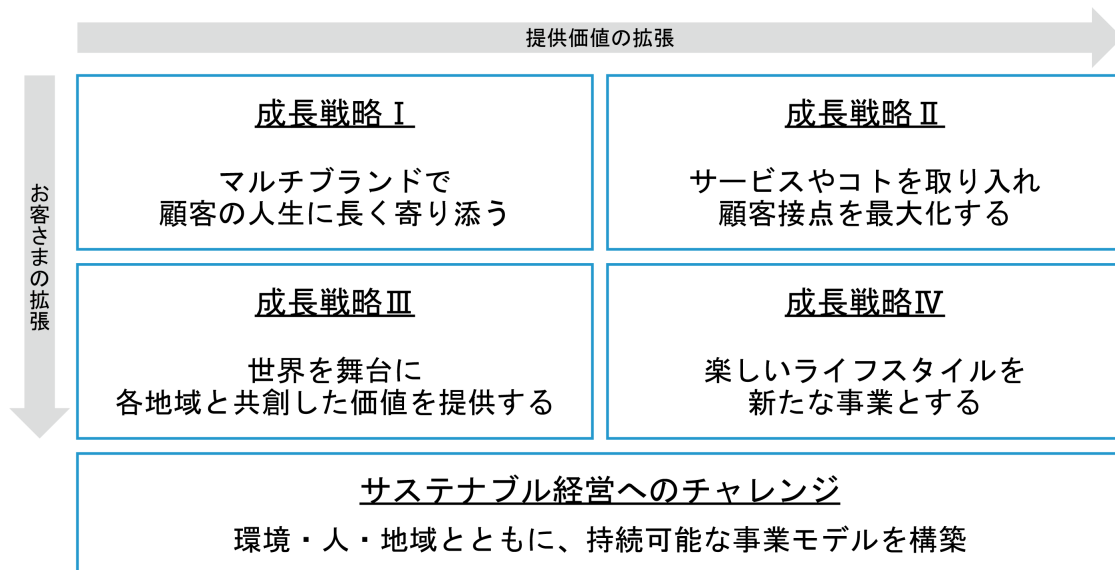 提供価値の拡張
お客さまの拡張
成長戦略Ⅰ
マルチブランドで
顧客の人生に長く寄り添う
成長戦略Ⅱ
サービスやコトを取り入れ
顧客接点を最大化する
成長戦略Ⅲ
世界を舞台に
各地域と共創した価値を提供する
成長戦略Ⅳ
楽しいライフスタイルを
新たな事業とする
サステナブル経営へのチャレンジ
環境・人・地域とともに、持続可能な事業モデルを構築